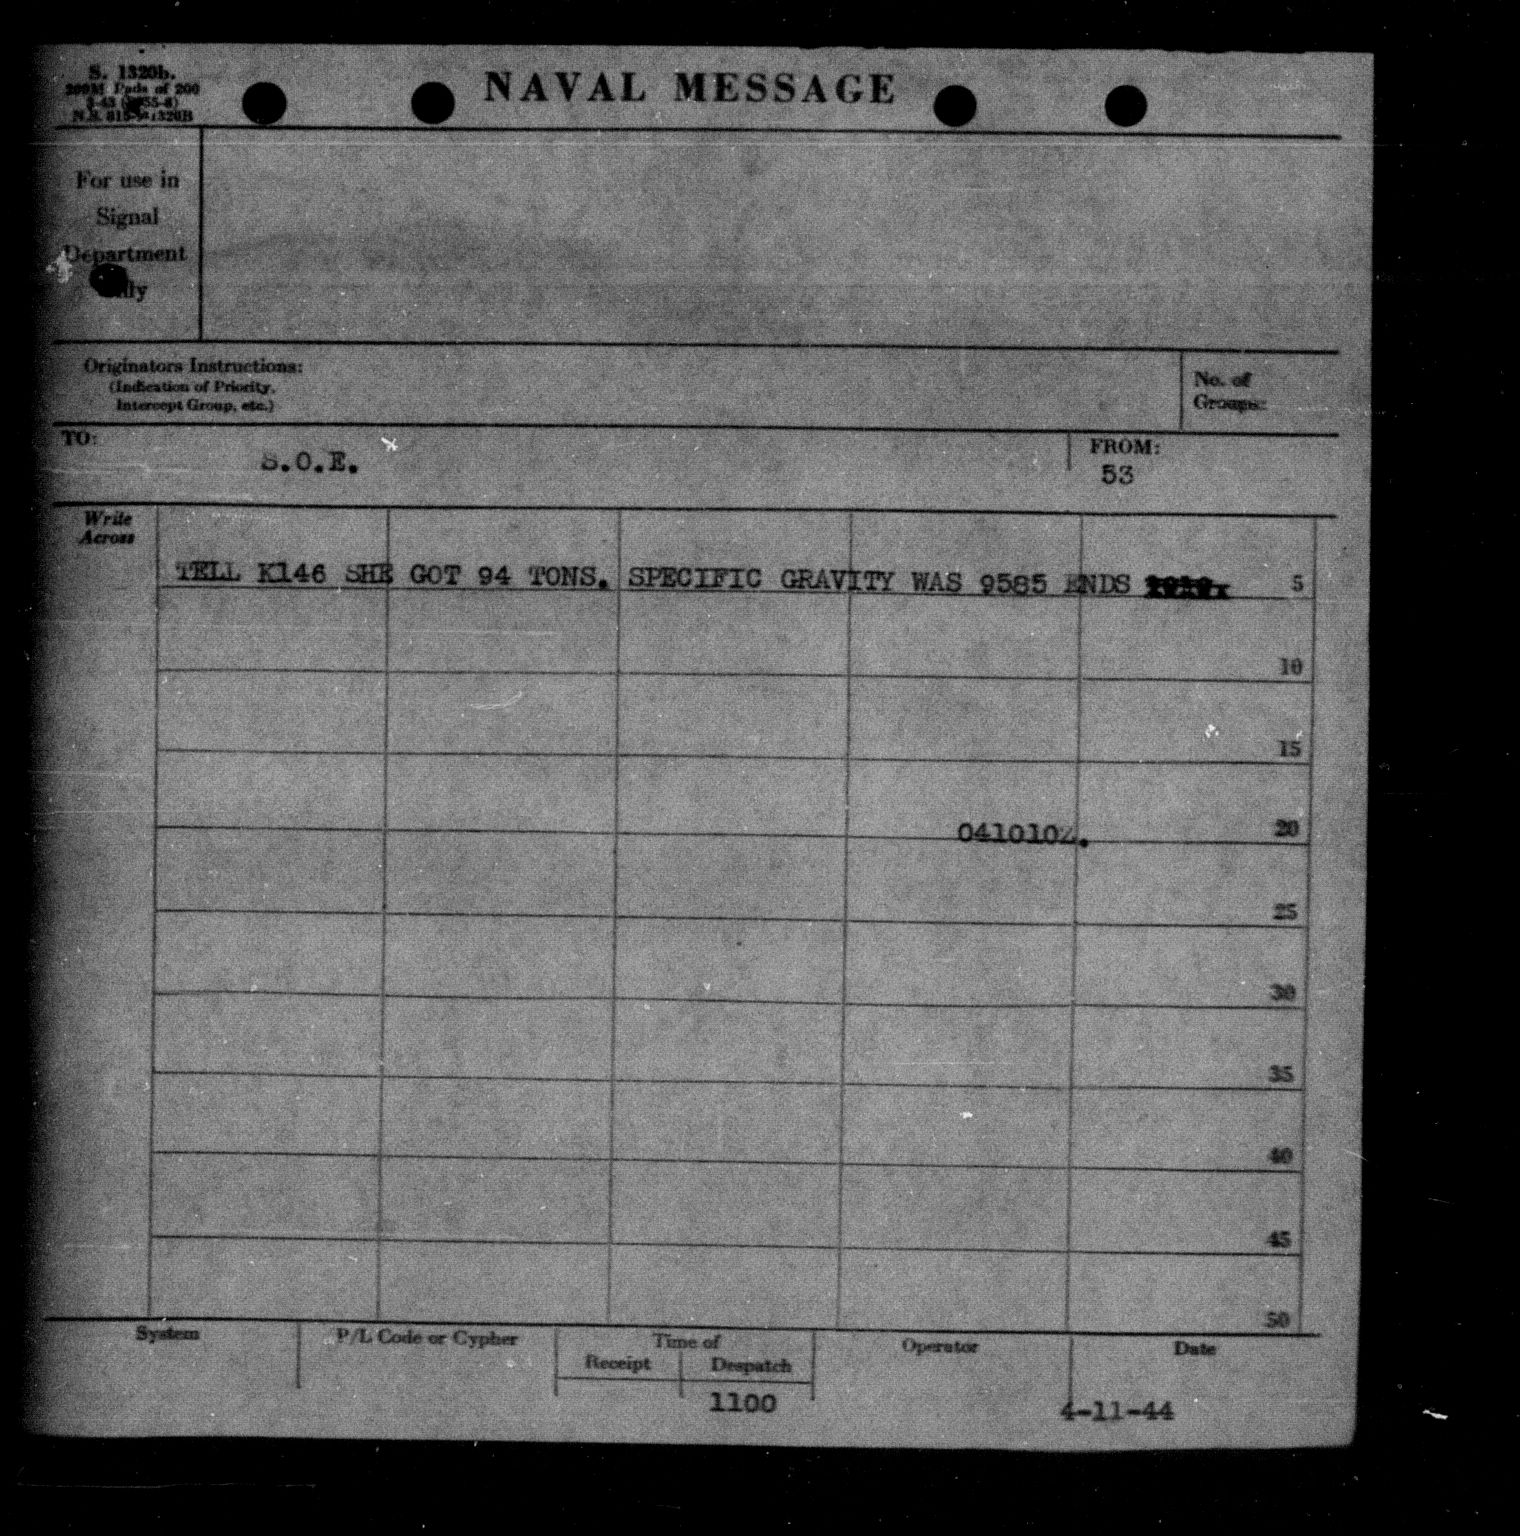 S. 1320b.
NAVAL MESSAGE
For use in
Signal
Department
Only
Originators Instructions:
(Indication of Priority,
Intercept Group, etc.)
No. of
Groups:
TO:
S.O.E.
FROM:
53
Write
Across
TELL K146 SHE GOT 94 TONS. SPECIFIC GRAVITY WAS 9585 ENDS
5
10
15
041010Z.
20
25
30
35
40
45
50
System
P/L Code or Cypher
Time of
Receipt
Despatch
Operator
Date
1100
4-11-44